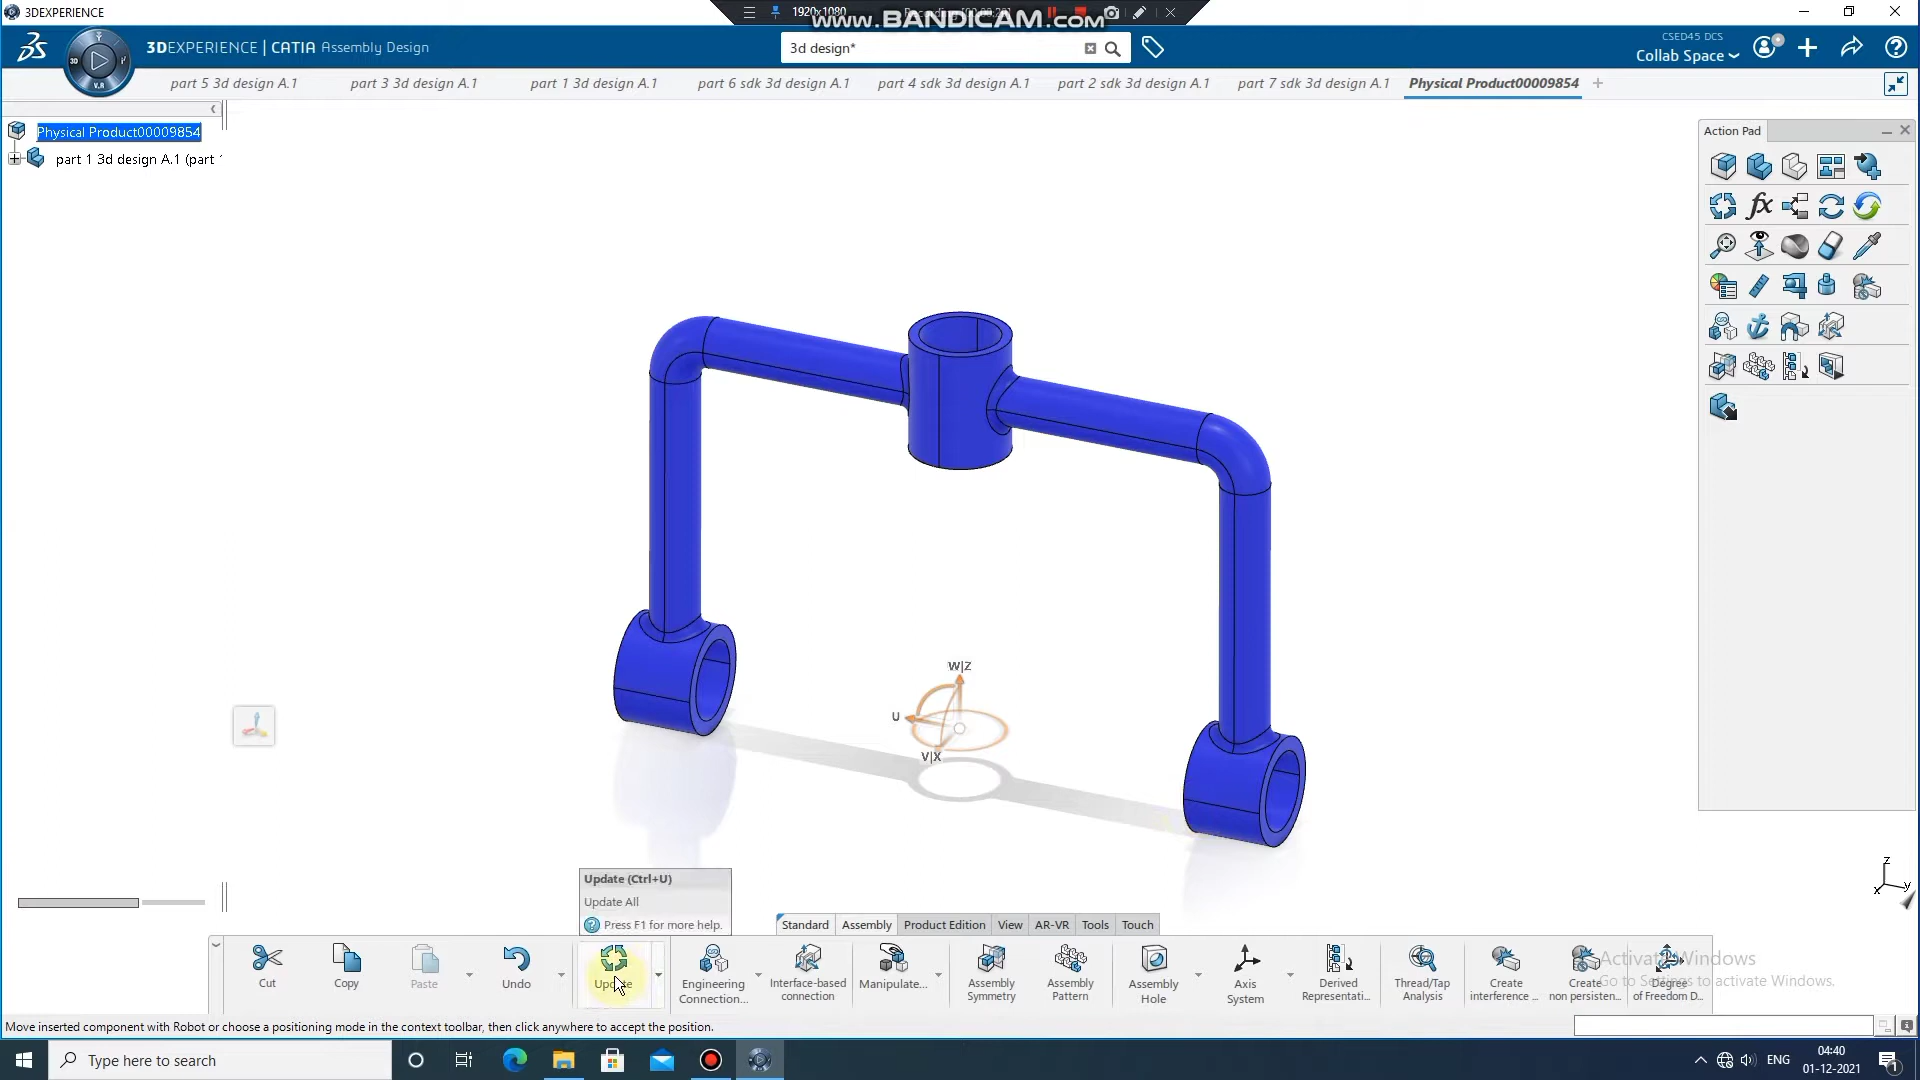 3DEXPERIENCE
1920x1080
www.BANDICAM.com
3DEXPERIENCE | CATIA Assembly Design
3d design*
CSED45 DCS
Collab Space
3D
V.R
part 5 3d design A.1
part 3 3d design A.1
part 1 3d design A.1
part 6 sdk 3d design A.1
part 4 sdk 3d design A.1
part 2 sdk 3d design A.1
part 7 sdk 3d design A.1
Physical Product00009854
Physical Product00009854
part 1 3d design A.1 (part 1
Action Pad
fx
W|Z
U
V|X
z
y
x
Update (Ctrl+U)
Update All
Press F1 for more help.
Standard
Assembly
Product Edition
View
AR-VR
Tools
Touch
Cut
Copy
Paste
Undo
Update
Engineering
Connection...
Interface-based
connection
Manipulate...
Assembly
Symmetry
Assembly
Pattern
Assembly
Hole
Axis
System
Derived
Representati...
Thread/Tap
Analysis
Create
interference ...
Create
non persisten...
Degree
of Freedom D...
Activate Windows
Go to Settings to activate Windows.
Move inserted component with Robot or choose a positioning mode in the context toolbar, then click anywhere to accept the position.
Type here to search
ENG
04:40
01-12-2021
1